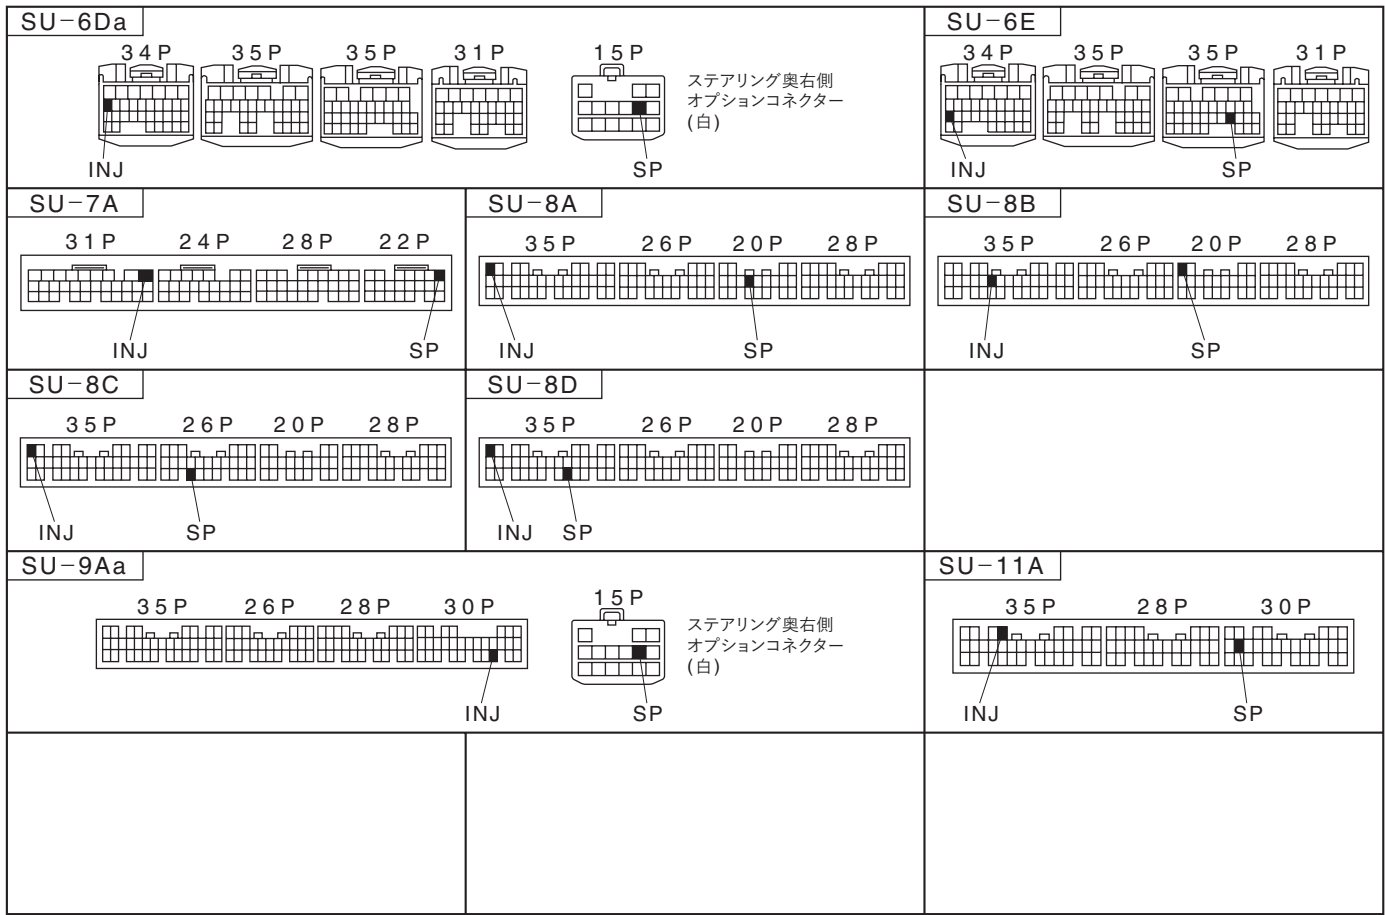 SU-6Da
34P 35P 35P 31P 15P
ステアリング奥右側
オプションコネクター
(白)
INJ SP
SU-6E
34P 35P 35P 31P
INJ SP
SU-7A
31P 24P 28P 22P
INJ SP
SU-8A
35P 26P 20P 28P
INJ SP
SU-8B
35P 26P 20P 28P
INJ SP
SU-8C
35P 26P 20P 28P
INJ SP
SU-8D
35P 26P 20P 28P
INJ SP
SU-9Aa
35P 26P 28P 30P 15P
ステアリング奥右側
オプションコネクター
(白)
INJ SP
SU-11A
35P 28P 30P
INJ SP